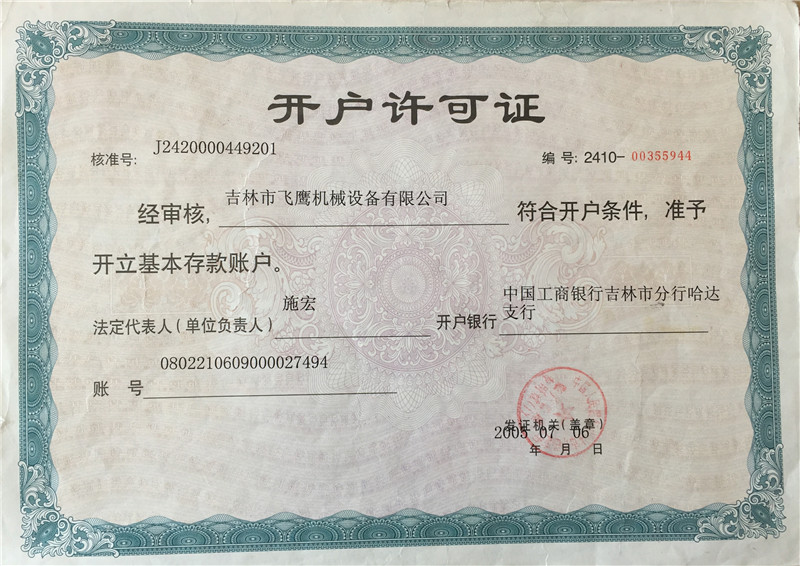 开户许可证
核准号: J2420000449201 编号: 2410-00355944
经审核, 吉林市飞鹰机械设备有限公司 符合开户条件, 准予
开立基本存款账户。
法定代表人(单位负责人) 施宏 开户银行 中国工商银行吉林市分行哈达
支行
账 号 0802210609000027494
发证机关(盖章)
2005 07 06
年 月 日